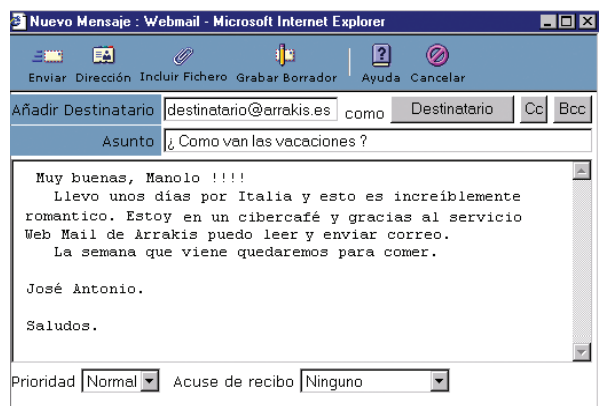 Nuevo Mensaje : Webmail - Microsoft Internet Explorer
Enviar Dirección Incluir Fichero Grabar Borrador Ayuda Cancelar
Añadir Destinatario destinatario@arrakis.es como Destinatario Cc Bcc
Asunto ¿ Como van las vacaciones ?
Muy buenas, Manolo !!!!
Llevo unos días por Italia y esto es increíblemente
romantico. Estoy en un cibercafé y gracias al servicio
Web Mail de Arrakis puedo leer y enviar correo.
La semana que viene quedaremos para comer.
José Antonio.
Saludos.
Prioridad Normal Acuse de recibo Ninguno